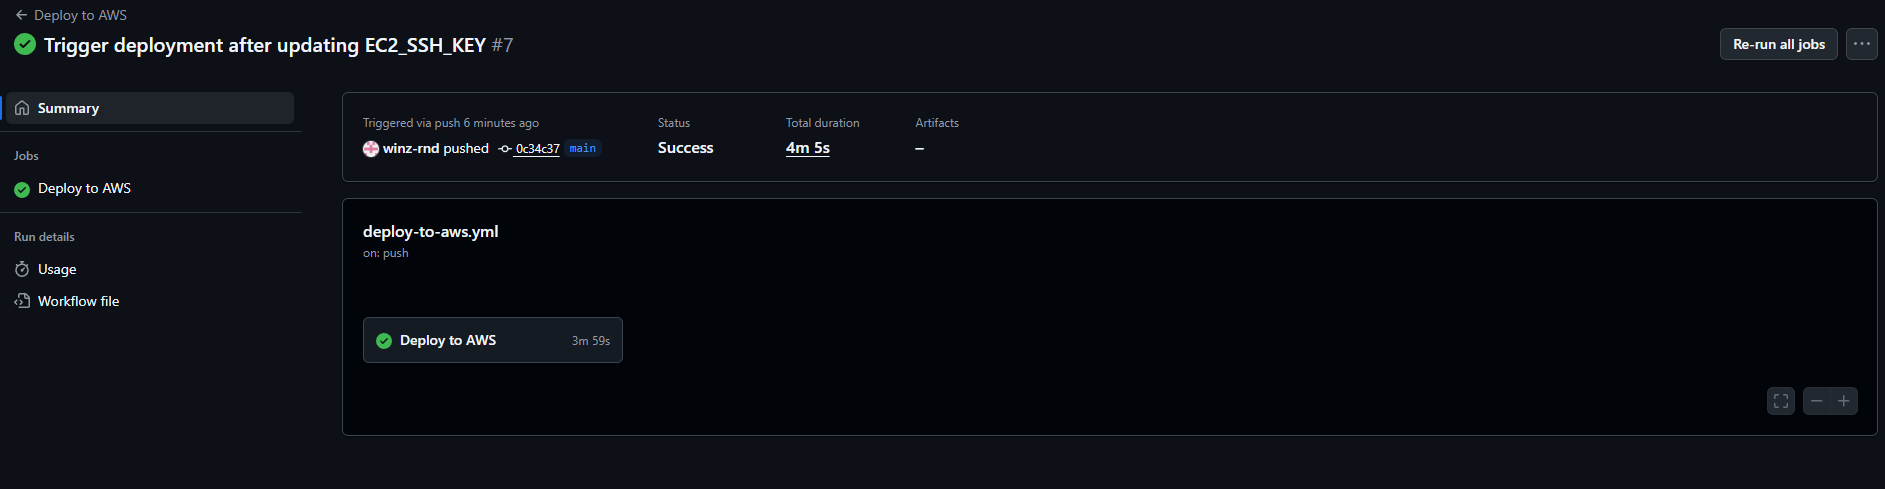 Deploy to AWS
Trigger deployment after updating EC2_SSH_KEY #7
Re-run all jobs
Summary
Jobs
Deploy to AWS
Run details
Usage
Workflow file
Triggered via push 6 minutes ago
winz-rnd pushed 0c34c37 main
Status
Success
Total duration
4m 5s
Artifacts
–
deploy-to-aws.yml
on: push
Deploy to AWS 3m 59s